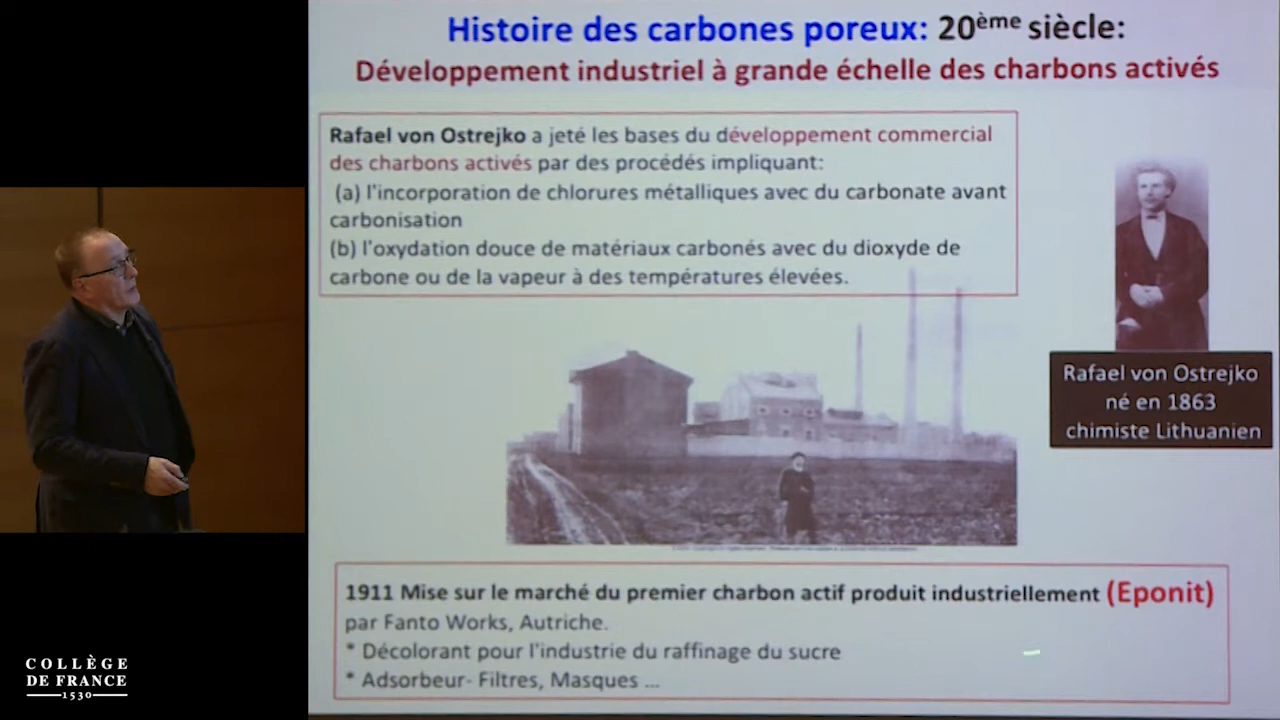 Histoire des carbones poreux: 20ème siècle:
Développement industriel à grande échelle des charbons activés
Rafael von Ostrejko a jeté les bases du développement commercial
des charbons activés par des procédés impliquant:
(a) l'incorporation de chlorures métalliques avec du carbonate avant
carbonisation
(b) l'oxydation douce de matériaux carbonés avec du dioxyde de
carbone ou de la vapeur à des températures élevées.
Rafael von Ostrejko
né en 1863
chimiste Lithuanien
1911 Mise sur le marché du premier charbon actif produit industriellement (Eponit)
par Fanto Works, Autriche.
* Décolorant pour l'industrie du raffinage du sucre
* Adsorbeur- Filtres, Masques ...
COLLÈGE
DE FRANCE
1530